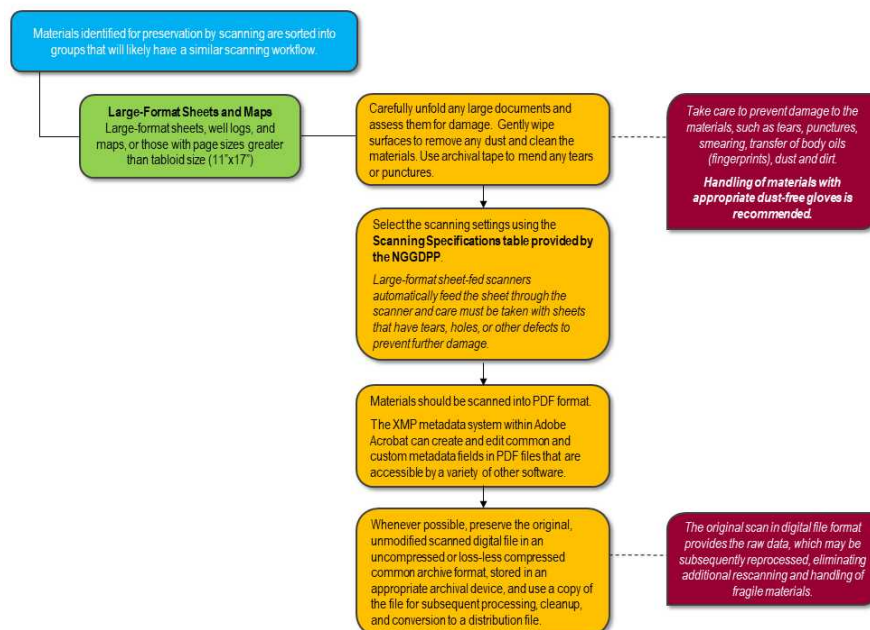 Materials identified for preservation by scanning are sorted into
groups that will likely have a similar scanning workflow.
Large-Format Sheets and Maps
Large-format sheets, well logs, and
maps, or those with page sizes greater
than tabloid size (11"x17")
Carefully unfold any large documents and
assess them for damage. Gently wipe
surfaces to remove any dust and clean the
materials. Use archival tape to mend any tears
or punctures.
Take care to prevent damage to the
materials, such as tears, punctures,
smearing, transfer of body oils
(fingerprints), dust and dirt.
Handling of materials with
appropriate dust-free gloves is
recommended.
Select the scanning settings using the
Scanning Specifications table provided by
the NGGDPP.
Large-format sheet-fed scanners
automatically feed the sheet through the
scanner and care must be taken with sheets
that have tears, holes, or other defects to
prevent further damage.
Materials should be scanned into PDF format.
The XMP metadata system within Adobe
Acrobat can create and edit common and
custom metadata fields in PDF files that are
accessible by a variety of other software.
Whenever possible, preserve the original,
unmodified scanned digital file in an
uncompressed or loss-less compressed
common archive format, stored in an
appropriate archival device, and use a copy of
the file for subsequent processing, cleanup,
and conversion to a distribution file.
The original scan in digital file format
provides the raw data, which may be
subsequently reprocessed, eliminating
additional rescanning and handling of
fragile materials.